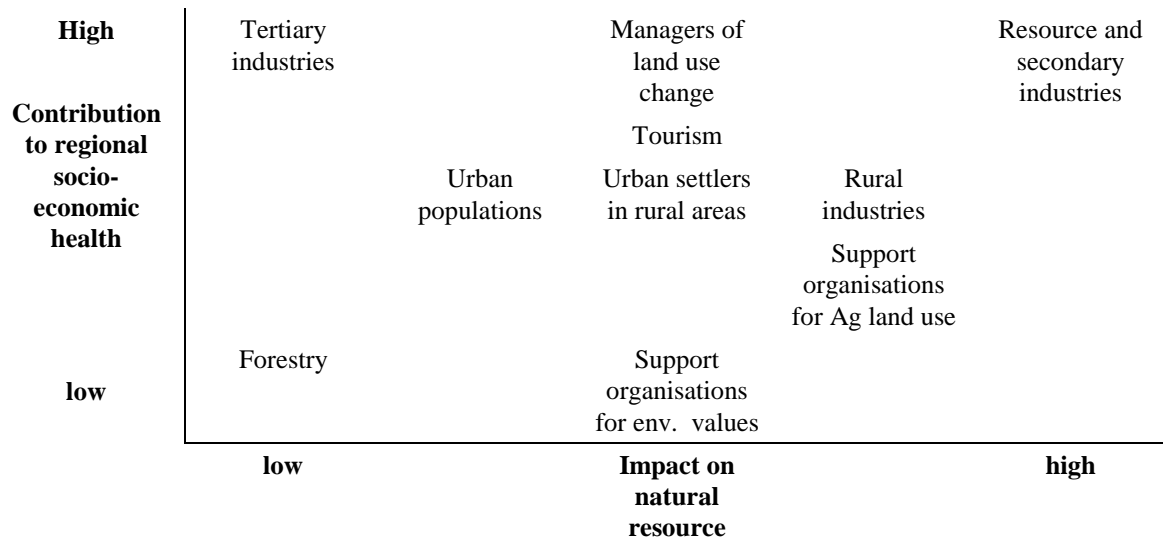 High
Contribution
to regional
socio-
economic
health
low
Tertiary
industries
Managers of
land use
change
Resource and
secondary
industries
Tourism
Urban
populations
Urban settlers
in rural areas
Rural
industries
Support
organisations
for Ag land use
Forestry
Support
organisations
for env.  values
low
Impact on
natural
resource
high